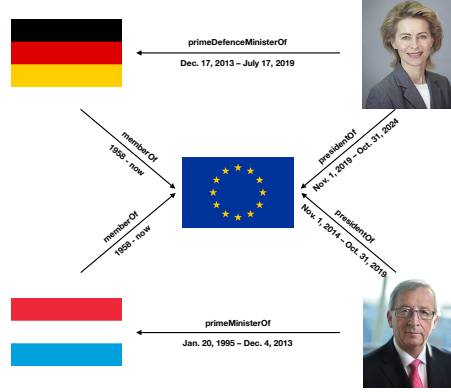 primeDefenceMinisterOf
Dec. 17, 2013 – July 17, 2019
memberOf
1958 - now
presidentOf
Nov. 1, 2019 – Oct. 31, 2024
memberOf
1958 - now
presidentOf
Nov. 1, 2014 – Oct. 31, 2019
primeMinisterOf
Jan. 20, 1995 – Dec. 4, 2013